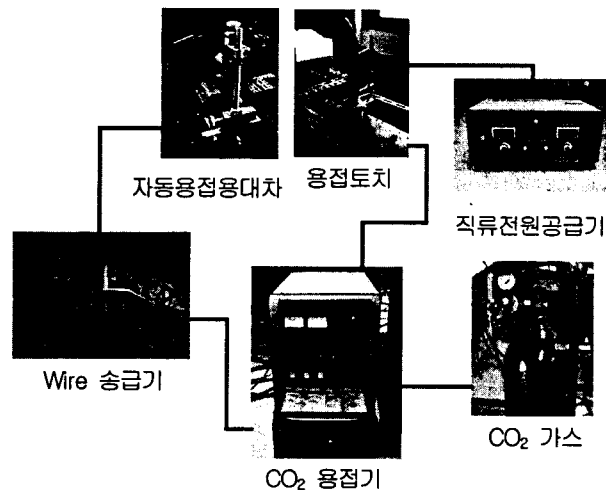 자동용접용대차
용접토치
직류전원공급기
Wire 송급기
CO₂ 용접기
CO₂ 가스